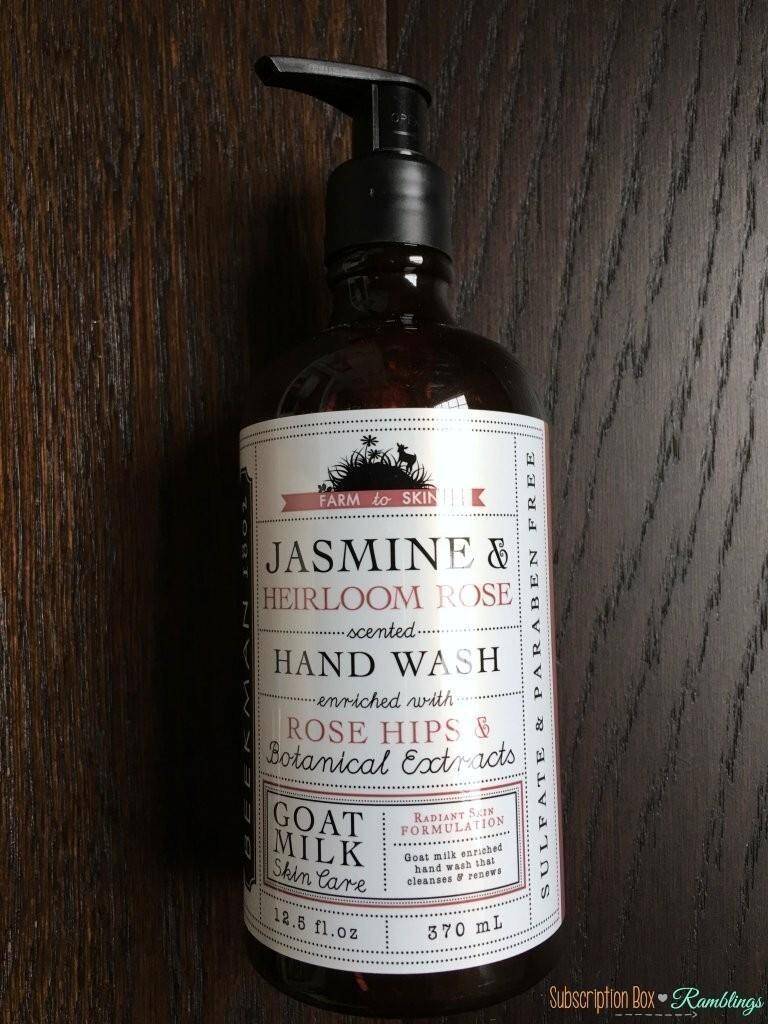 OPEN
FARM to SKIN
JASMINE &
HEIRLOOM ROSE
scented
HAND WASH
enriched with
ROSE HIPS &
Botanical Extracts
GOAT
MILK
Skin Care
RADIANT SKIN
FORMULATION
Goat milk enriched
hand wash that
cleanses & renews
12.5 fl.oz
370 mL
BEEKMAN 1802
SULFATE & PARABEN FREE
Subscription Box ♥ Ramblings